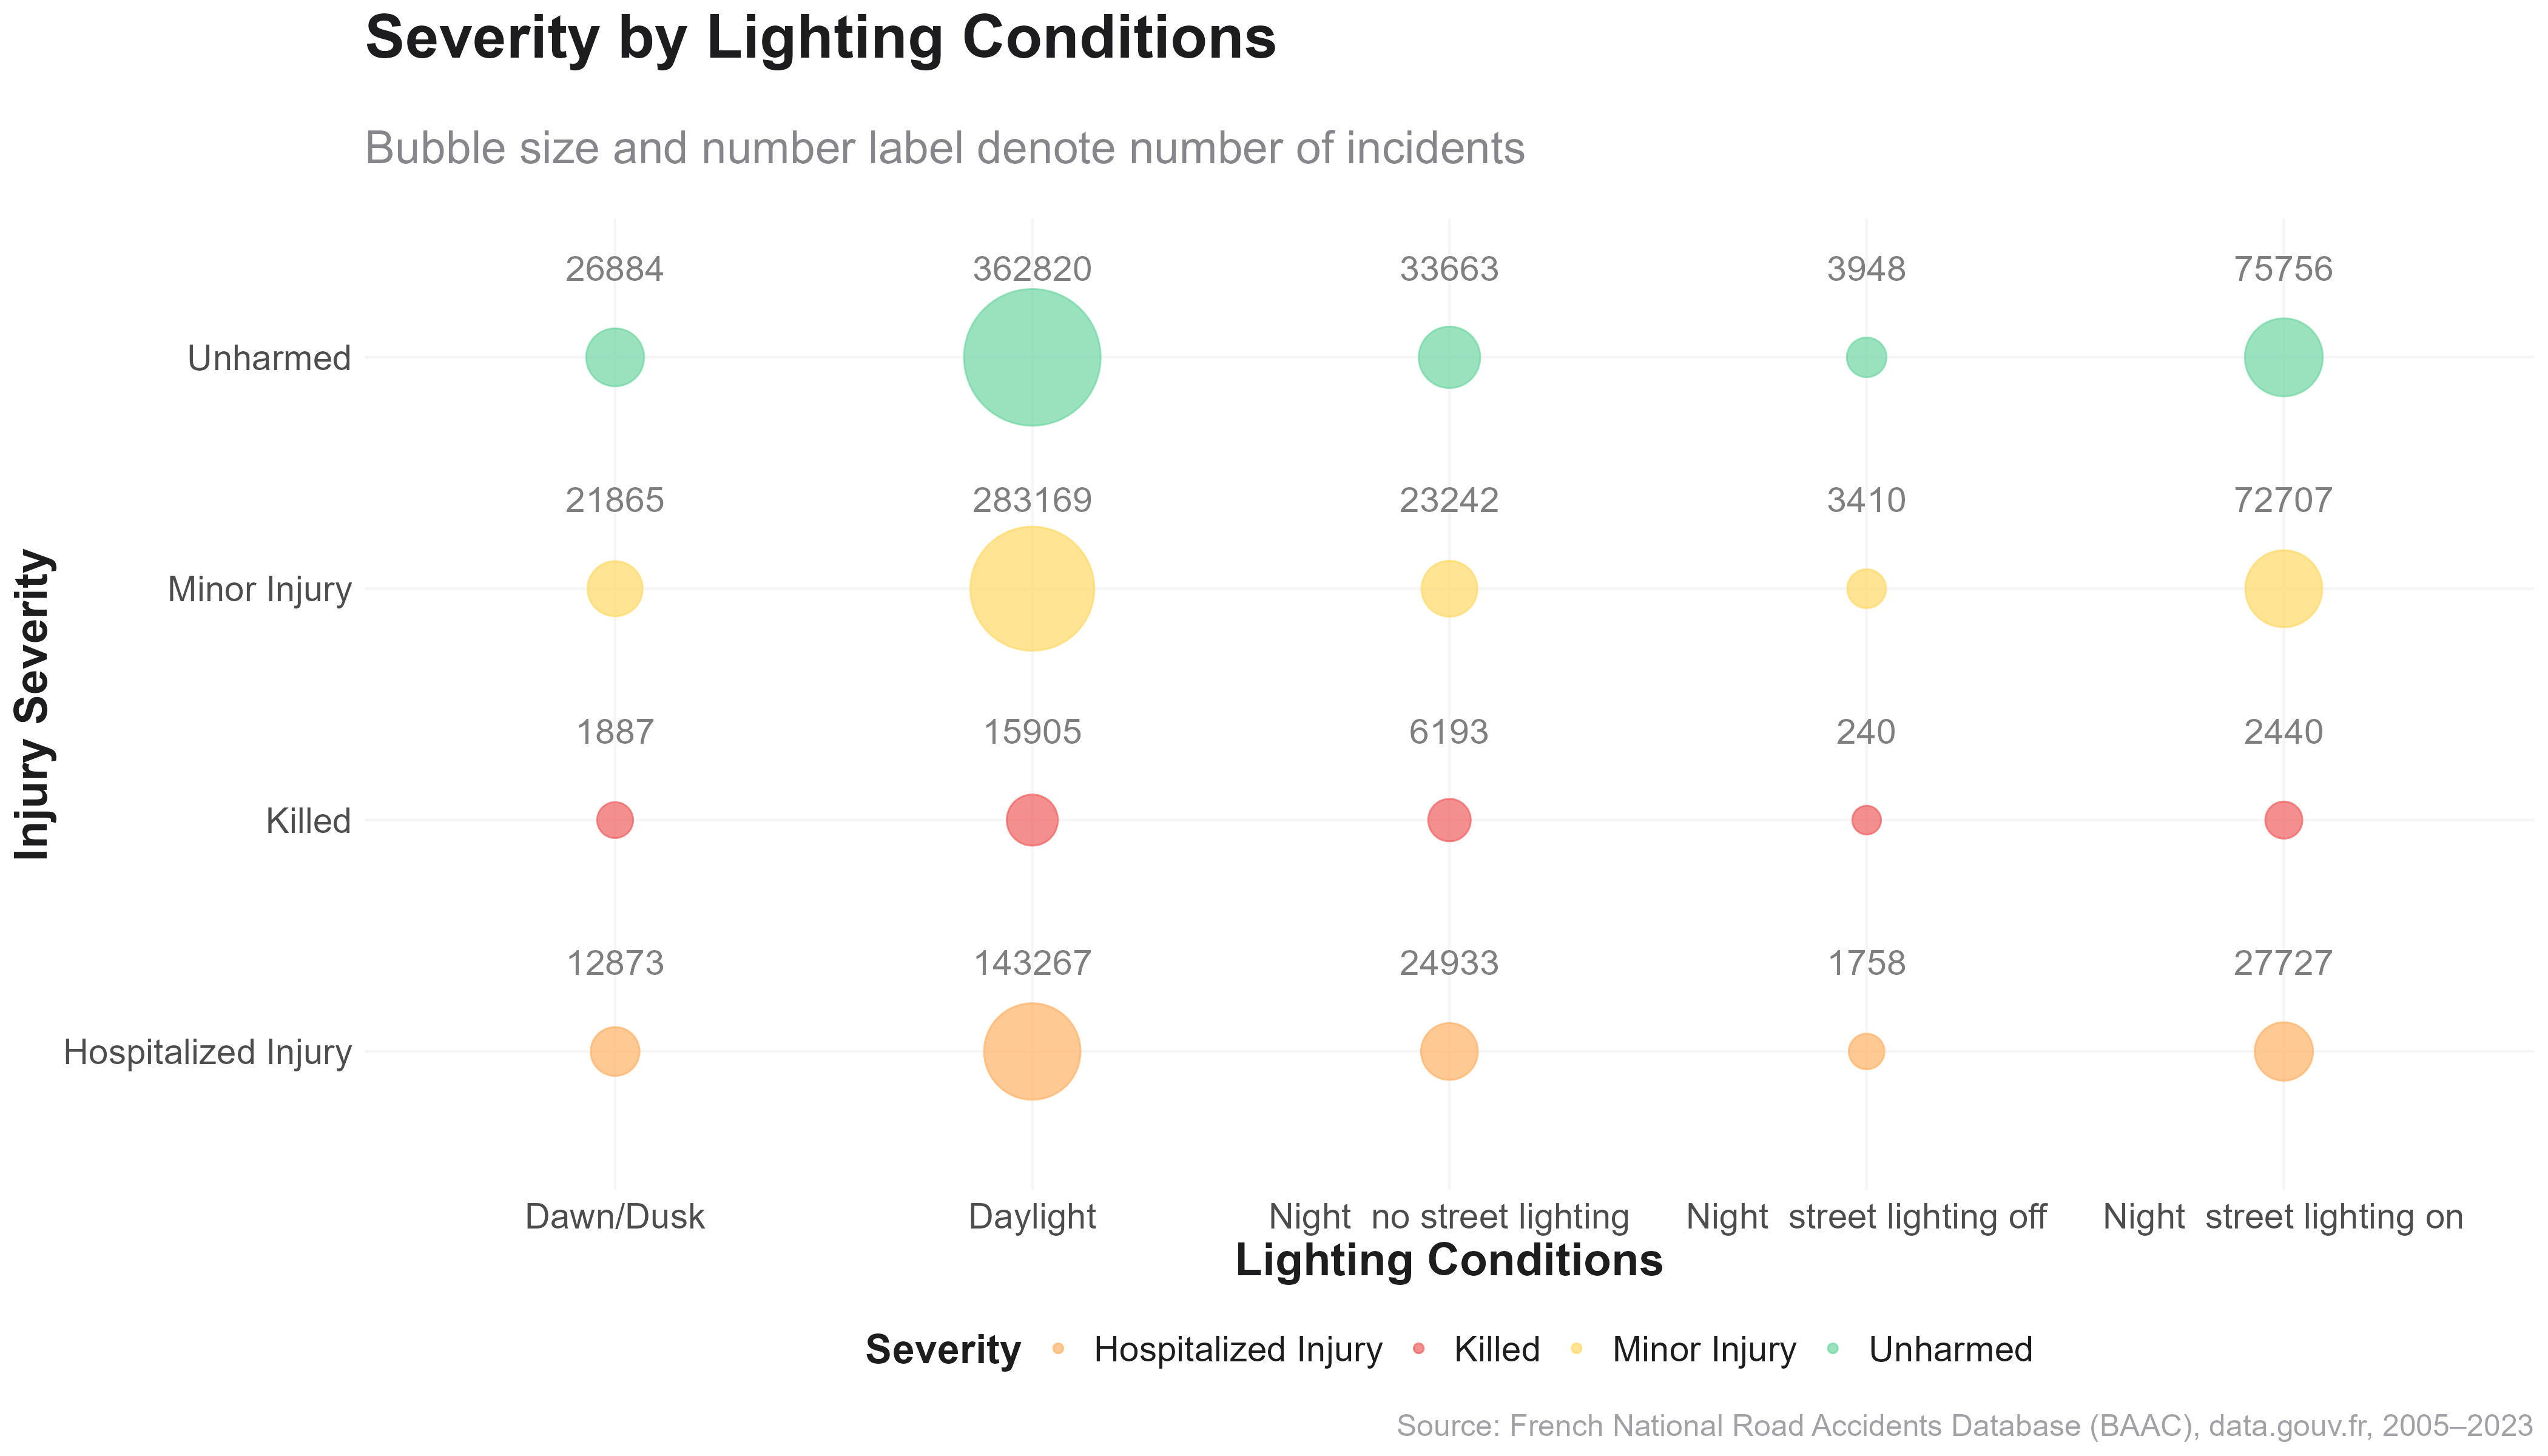 Severity by Lighting Conditions
Bubble size and number label denote number of incidents
26884 362820 33663 3948 75756
Unharmed
21865 283169 23242 3410 72707
Minor Injury
1887 15905 6193 240 2440
Killed
12873 143267 24933 1758 27727
Hospitalized Injury
Injury Severity
Dawn/Dusk Daylight Night  no street lighting Night  street lighting off Night  street lighting on
Lighting Conditions
Severity Hospitalized Injury Killed Minor Injury Unharmed
Source: French National Road Accidents Database (BAAC), data.gouv.fr, 2005–2023